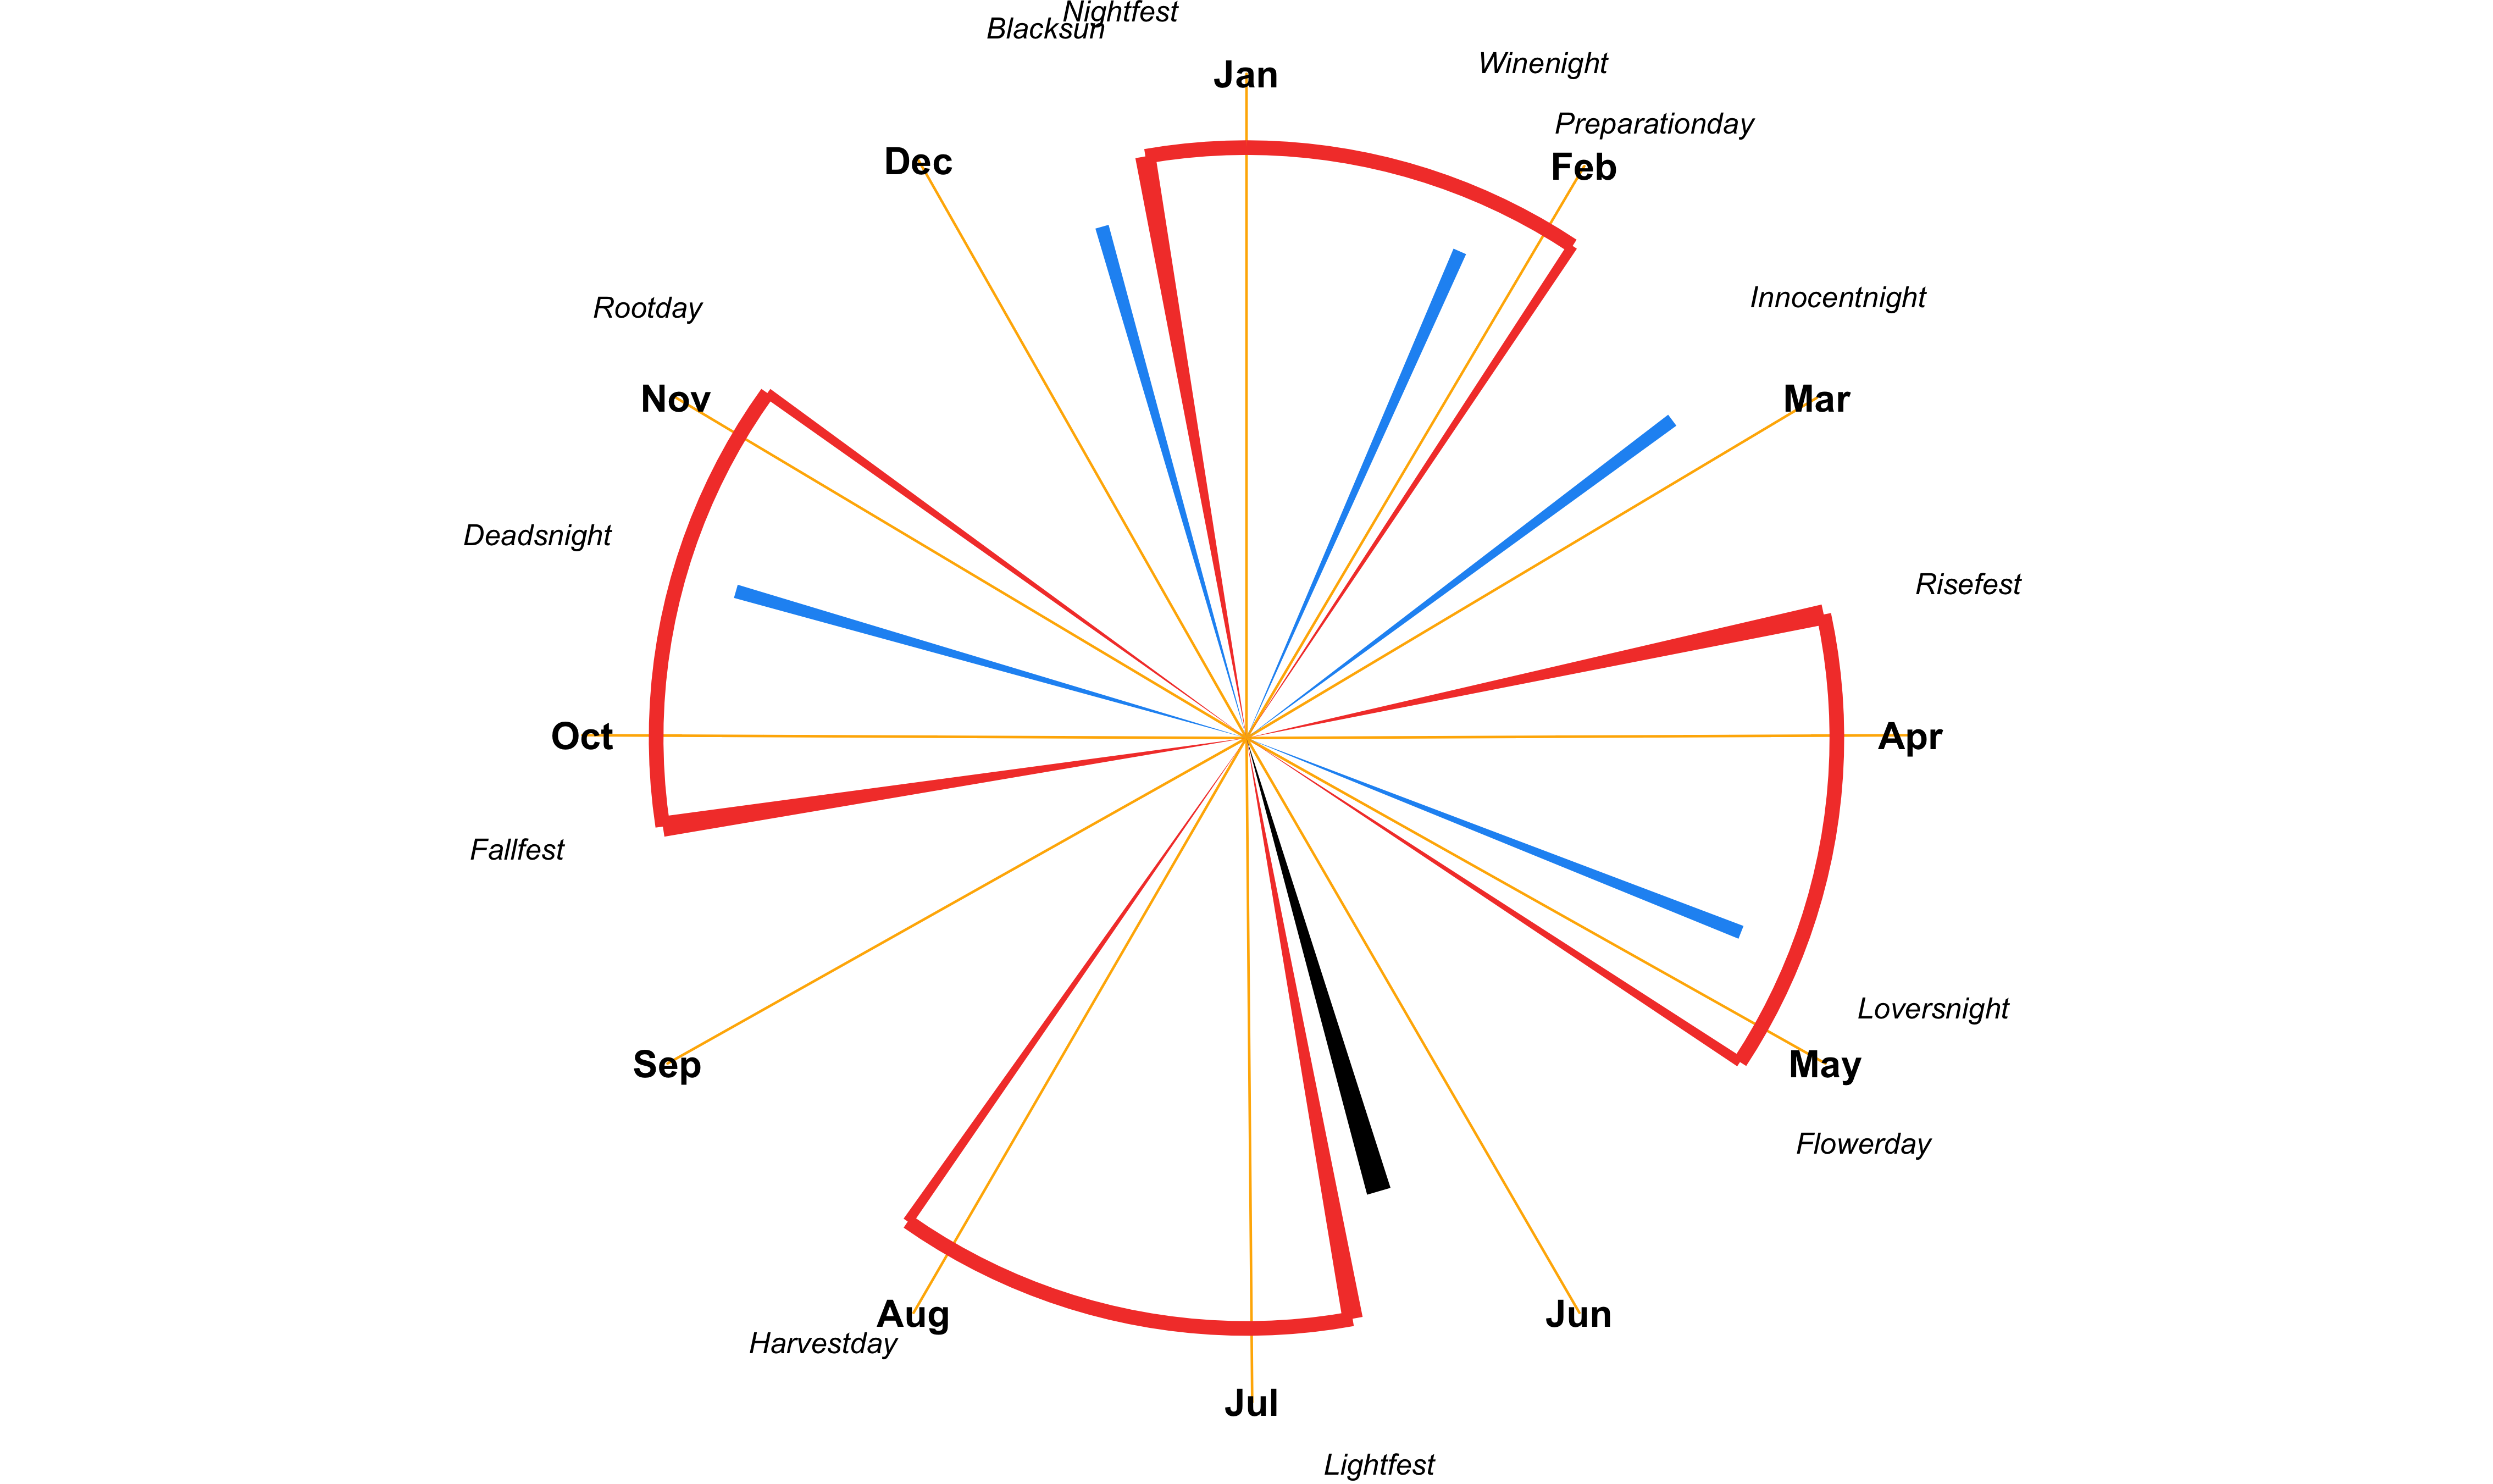 Nightfest
Blacksun
Winenight
Jan
Preparationday
Dec
Feb
Innocentnight
Rootday
Nov
Mar
Deadsnight
Risefest
Oct
Apr
Fallfest
Loversnight
Sep
May
Flowerday
Aug
Jun
Harvestday
Jul
Lightfest